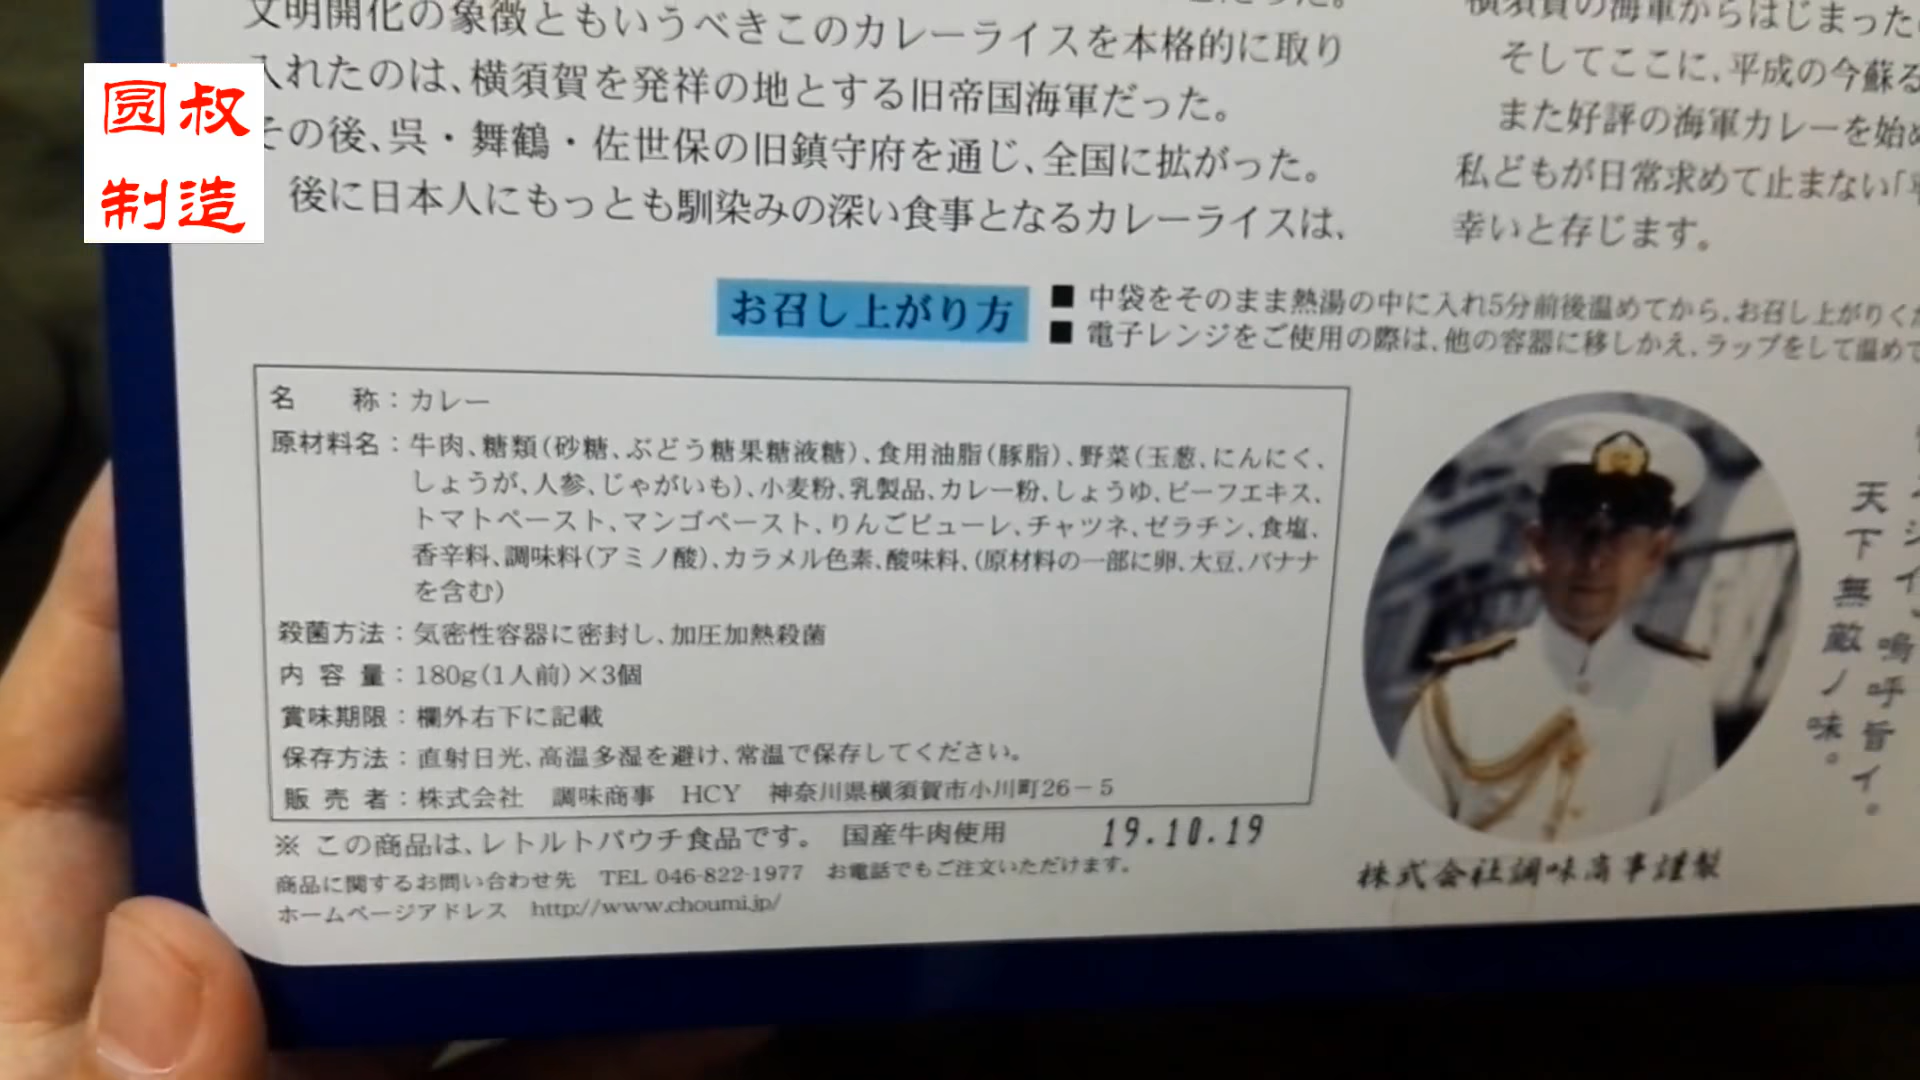 圆叔
制造
文明開化の象徴ともいうべきこのカレーライスを本格的に取り
入れたのは、横須賀を発祥の地とする旧帝国海軍だった。
その後、呉・舞鶴・佐世保の旧鎮守府を通じ、全国に拡がった。
後に日本人にもっとも馴染みの深い食事となるカレーライスは、
横須賀の海軍からはじまった
そしてここに、平成の今蘇る
また好評の海軍カレーを始め
私どもが日常求めて止まない「
幸いと存じます。
お召し上がり方
■ 中袋をそのまま熱湯の中に入れ5分前後温めてから、お召し上がりくだ
■ 電子レンジをご使用の際は、他の容器に移しかえ、ラップをして温めて
名 称：カレー
原材料名：牛肉、糖類(砂糖、ぶどう糖果糖液糖)、食用油脂(豚脂)、野菜(玉葱、にんにく、
しょうが、人参、じゃがいも)、小麦粉、乳製品、カレー粉、しょうゆ、ビーフエキス、
トマトペースト、マンゴペースト、りんごピューレ、チャツネ、ゼラチン、食塩、
香辛料、調味料(アミノ酸)、カラメル色素、酸味料、(原材料の一部に卵、大豆、バナナ
を含む)
殺菌方法：気密性容器に密封し、加圧加熱殺菌
内 容 量：180g(1人前)×3個
賞味期限：欄外右下に記載
保存方法：直射日光、高温多湿を避け、常温で保存してください。
販 売 者：株式会社 調味商事 HCY 神奈川県横須賀市小川町26－5
※ この商品は、レトルトパウチ食品です。 国産牛肉使用 19.10.19
商品に関するお問い合わせ先 TEL 046-822-1977 お電話でもご注文いただけます。
ホームページアドレス http://www.choumi.jp/
嗚呼旨イ。
天下無敵ノ味。
株式会社調味商事謹製